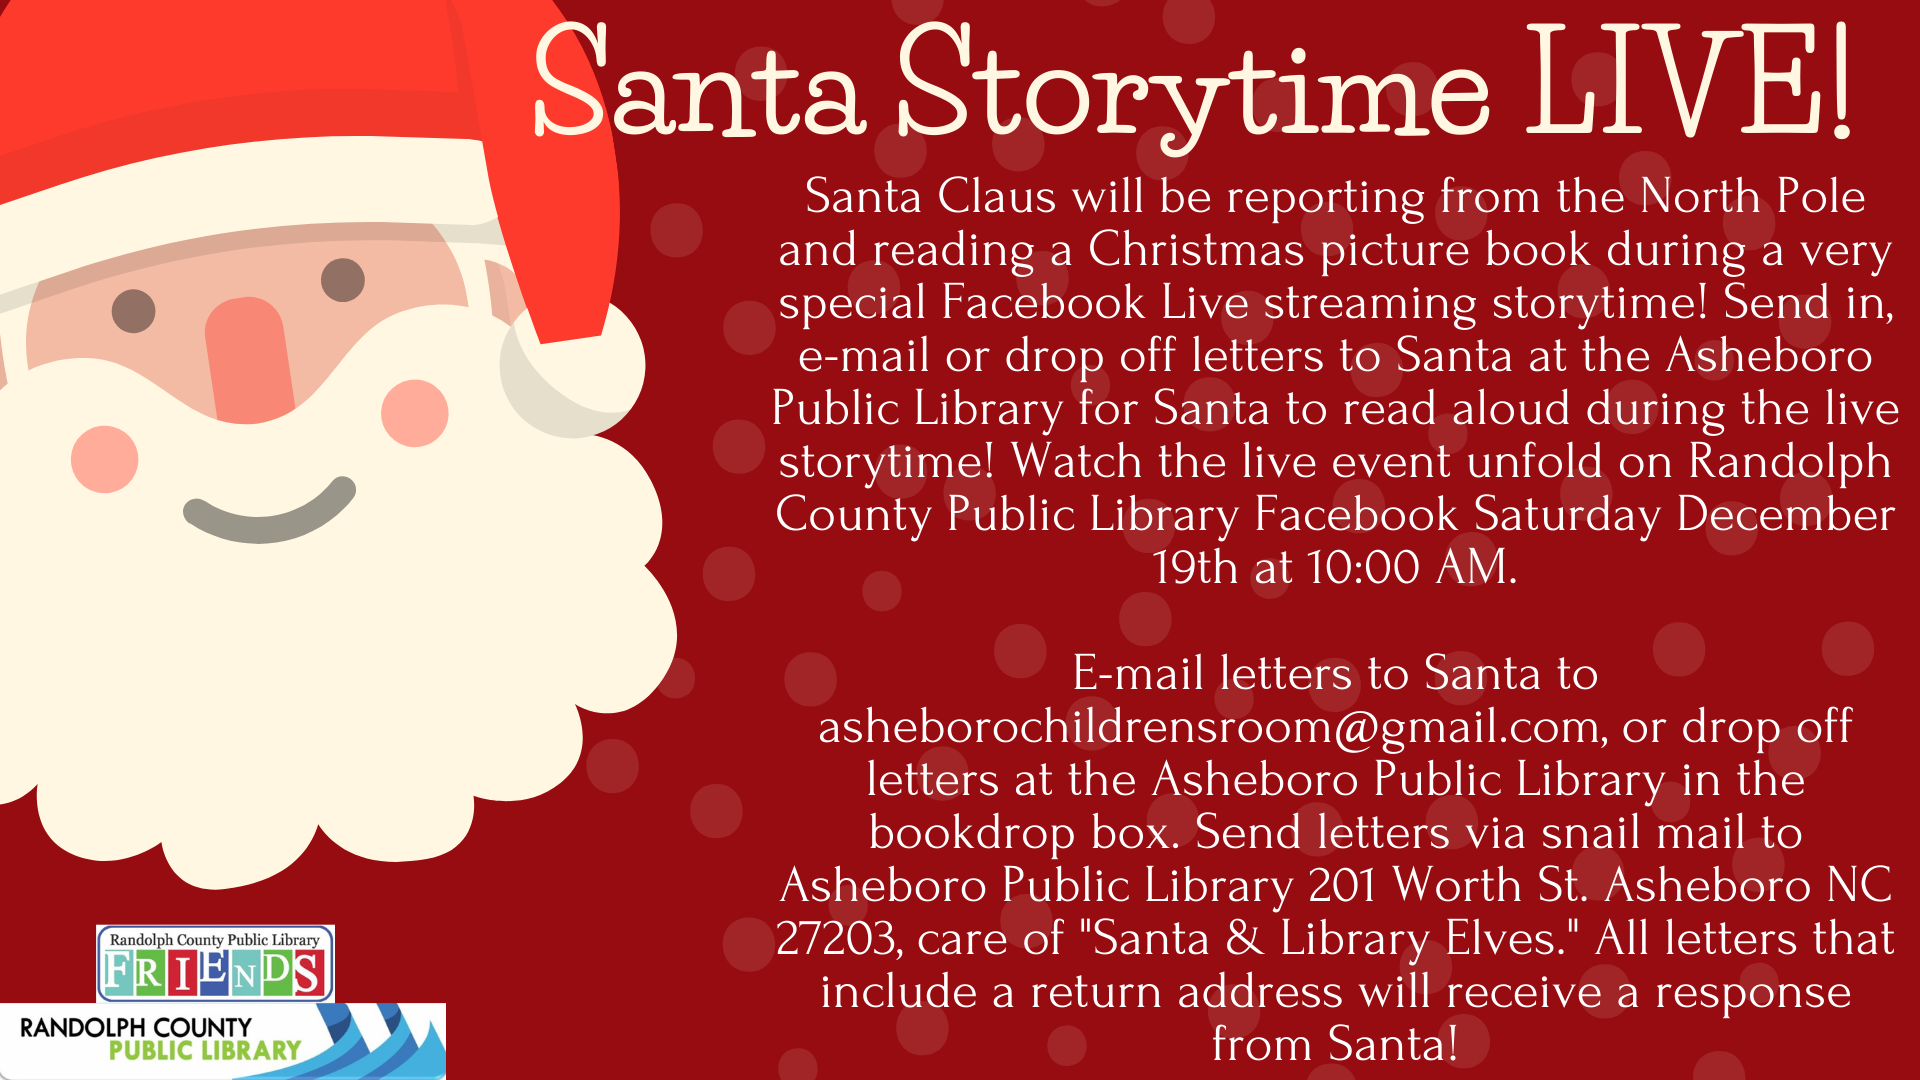 Santa Storytime LIVE!
Santa Claus will be reporting from the North Pole
and reading a Christmas picture book during a very
special Facebook Live streaming storytime! Send in,
e-mail or drop off letters to Santa at the Asheboro
Public Library for Santa to read aloud during the live
storytime! Watch the live event unfold on Randolph
County Public Library Facebook Saturday December
19th at 10:00 AM.
E-mail letters to Santa to
asheborochildrensroom@gmail.com, or drop off
letters at the Asheboro Public Library in the
bookdrop box. Send letters via snail mail to
Asheboro Public Library 201 Worth St. Asheboro NC
27203, care of "Santa & Library Elves." All letters that
include a return address will receive a response
from Santa!
Randolph County Public Library
FRIENDS
RANDOLPH COUNTY
PUBLIC LIBRARY